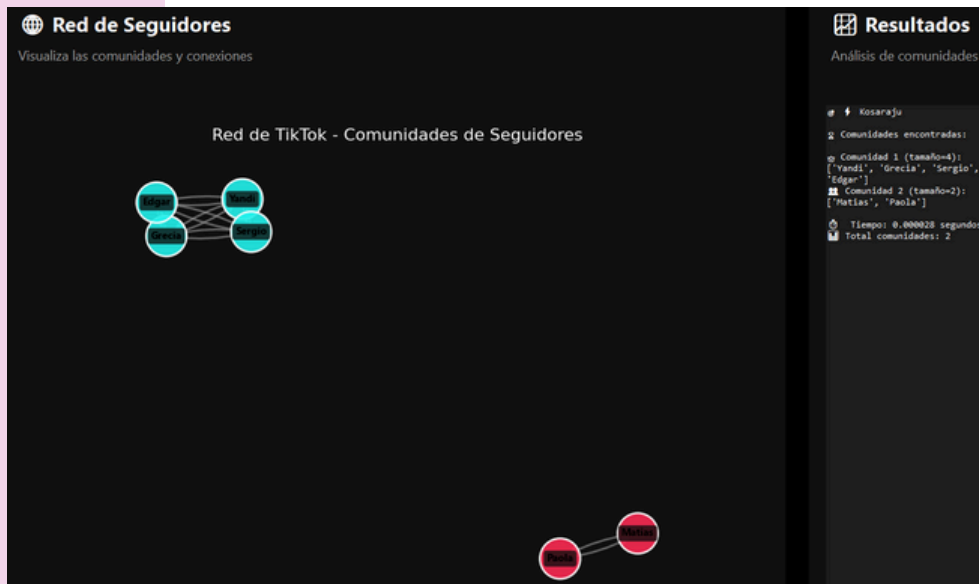 Red de Seguidores
Visualiza las comunidades y conexiones
Red de TikTok - Comunidades de Seguidores
Edgar
Yandi
Grecia
Sergio
Matias
Paola
Resultados
Análisis de comunidades
Kosaraju
Comunidades encontradas:
Comunidad 1 (tamaño=4):
['Yandi', 'Grecia', 'Sergio',
'Edgar']
Comunidad 2 (tamaño=2):
['Matias', 'Paola']
Tiempo: 0.000028 segundos
Total comunidades: 2